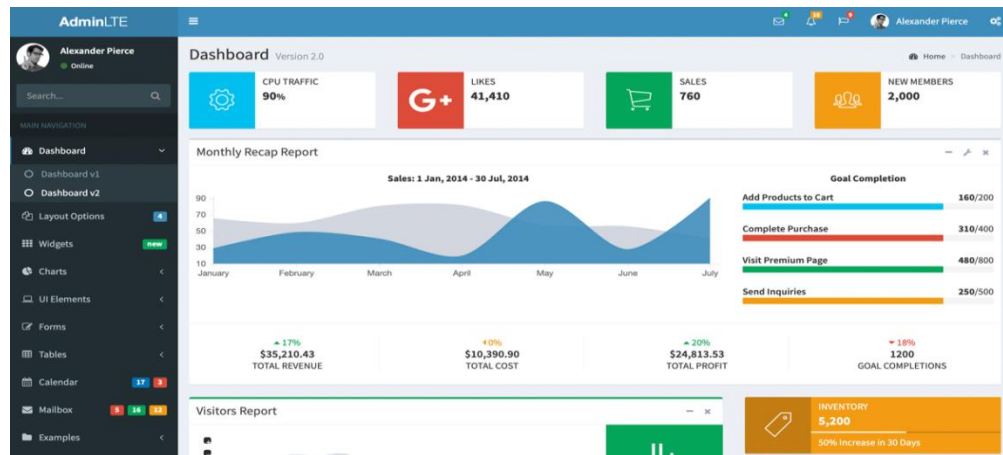 AdminLTE
Alexander Pierce
Alexander Pierce
Online
Search...
MAIN NAVIGATION
Dashboard
Dashboard v1
Dashboard v2
Layout Options 4
Widgets new
Charts
UI Elements
Forms
Tables
Calendar 17 3
Mailbox 5 16 12
Examples
Dashboard Version 2.0
Home > Dashboard
CPU TRAFFIC
90%
G+
LIKES
41,410
SALES
760
NEW MEMBERS
2,000
Monthly Recap Report
Sales: 1 Jan, 2014 - 30 Jul, 2014
90
70
50
30
10
January February March April May June July
Goal Completion
Add Products to Cart 160/200
Complete Purchase 310/400
Visit Premium Page 480/800
Send Inquiries 250/500
17%
$35,210.43
TOTAL REVENUE
0%
$10,390.90
TOTAL COST
20%
$24,813.53
TOTAL PROFIT
18%
1200
GOAL COMPLETIONS
Visitors Report
INVENTORY
5,200
50% Increase in 30 Days